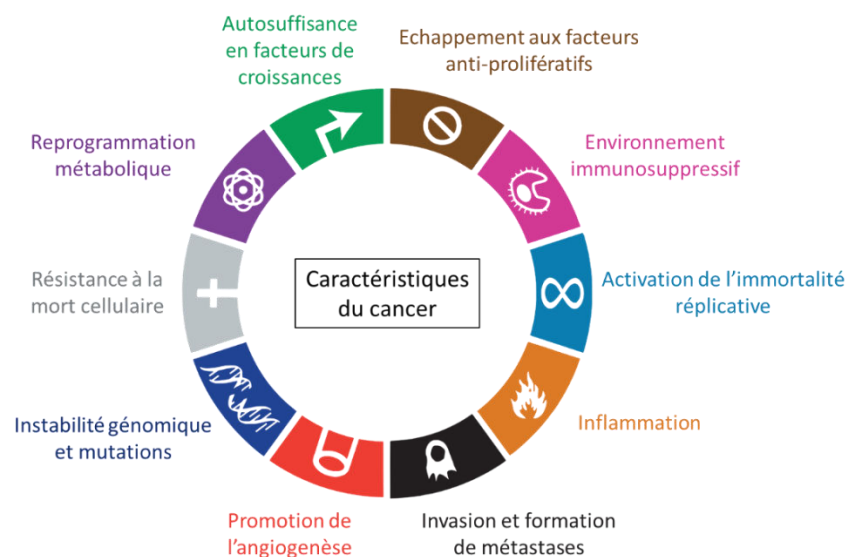 Autosuffisance
en facteurs de
croissances
Echappement aux facteurs
anti-prolifératifs
Environnement
immunosuppressif
Activation de l’immortalité
réplicative
Inflammation
Invasion et formation
de métastases
Promotion de
l’angiogenèse
Instabilité génomique
et mutations
Résistance à la
mort cellulaire
Reprogrammation
métabolique
Caractéristiques
du cancer